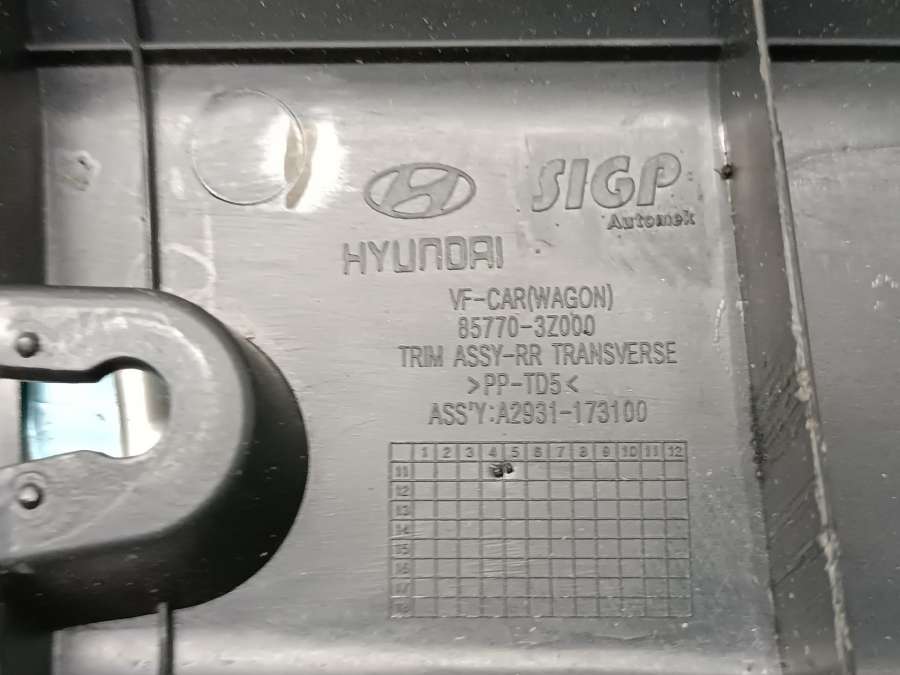 SIGP
Automek
HYUNDAI
VF-CAR(WAGON)
85770-3Z000
TRIM ASSY-RR TRANSVERSE
>PP-TD5<
ASS'Y:A2931-173100
1 2 3 4 5 6 7 8 9 10 11 12
11
12
13
14
15
16
17
18